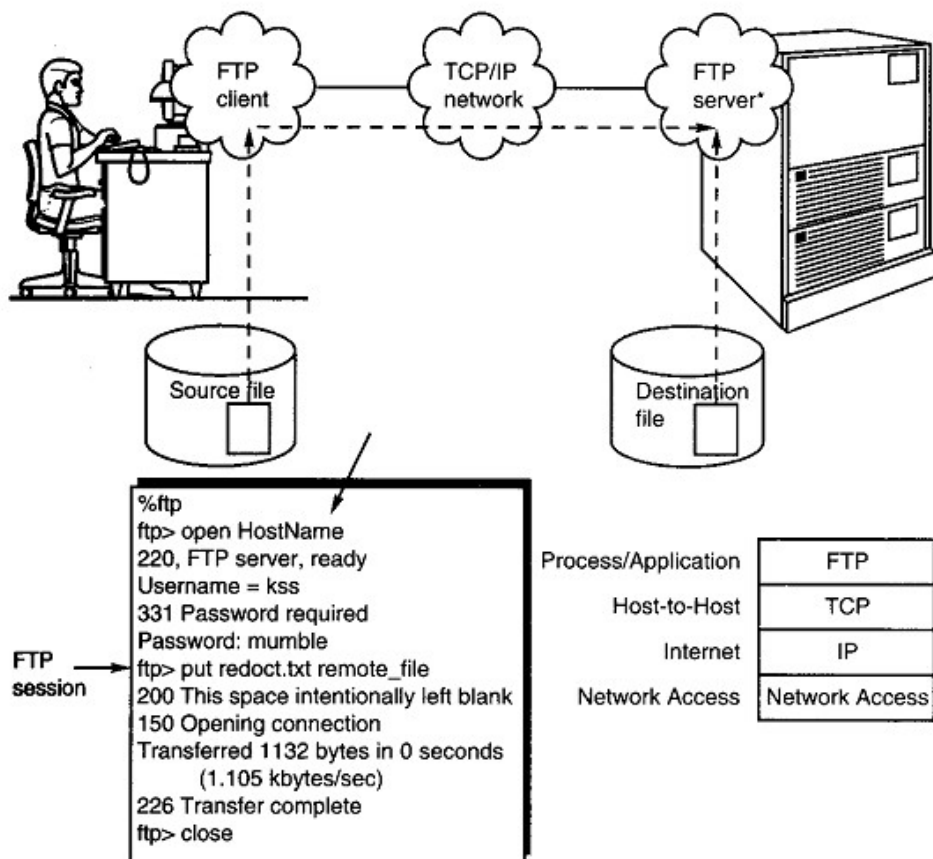 FTP
client
TCP/IP
network
FTP
server*
Source file
Destination
file
%ftp
ftp> open HostName
220, FTP server, ready
Username = kss
331 Password required
Password: mumble
FTP
session
ftp> put redoct.txt remote_file
200 This space intentionally left blank
150 Opening connection
Transferred 1132 bytes in 0 seconds
(1.105 kbytes/sec)
226 Transfer complete
ftp> close
Process/Application FTP
Host-to-Host TCP
Internet IP
Network Access Network Access